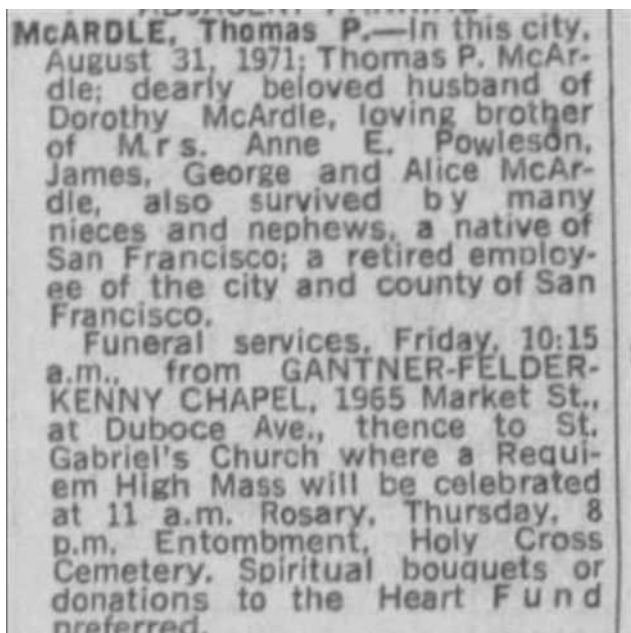 McARDLE, Thomas P.—In this city,
August 31, 1971; Thomas P. McAr-
dle; dearly beloved husband of
Dorothy McArdle, loving brother
of Mrs. Anne E. Powleson,
James, George and Alice McAr-
dle, also survived by many
nieces and nephews, a native of
San Francisco; a retired employ-
ee of the city and county of San
Francisco.
Funeral services, Friday, 10:15
a.m., from GANTNER-FELDER-
KENNY CHAPEL, 1965 Market St.,
at Duboce Ave., thence to St.
Gabriel's Church where a Requi-
em High Mass will be celebrated
at 11 a.m. Rosary, Thursday, 8
p.m. Entombment, Holy Cross
Cemetery. Spiritual bouquets or
donations to the Heart Fund
preferred.